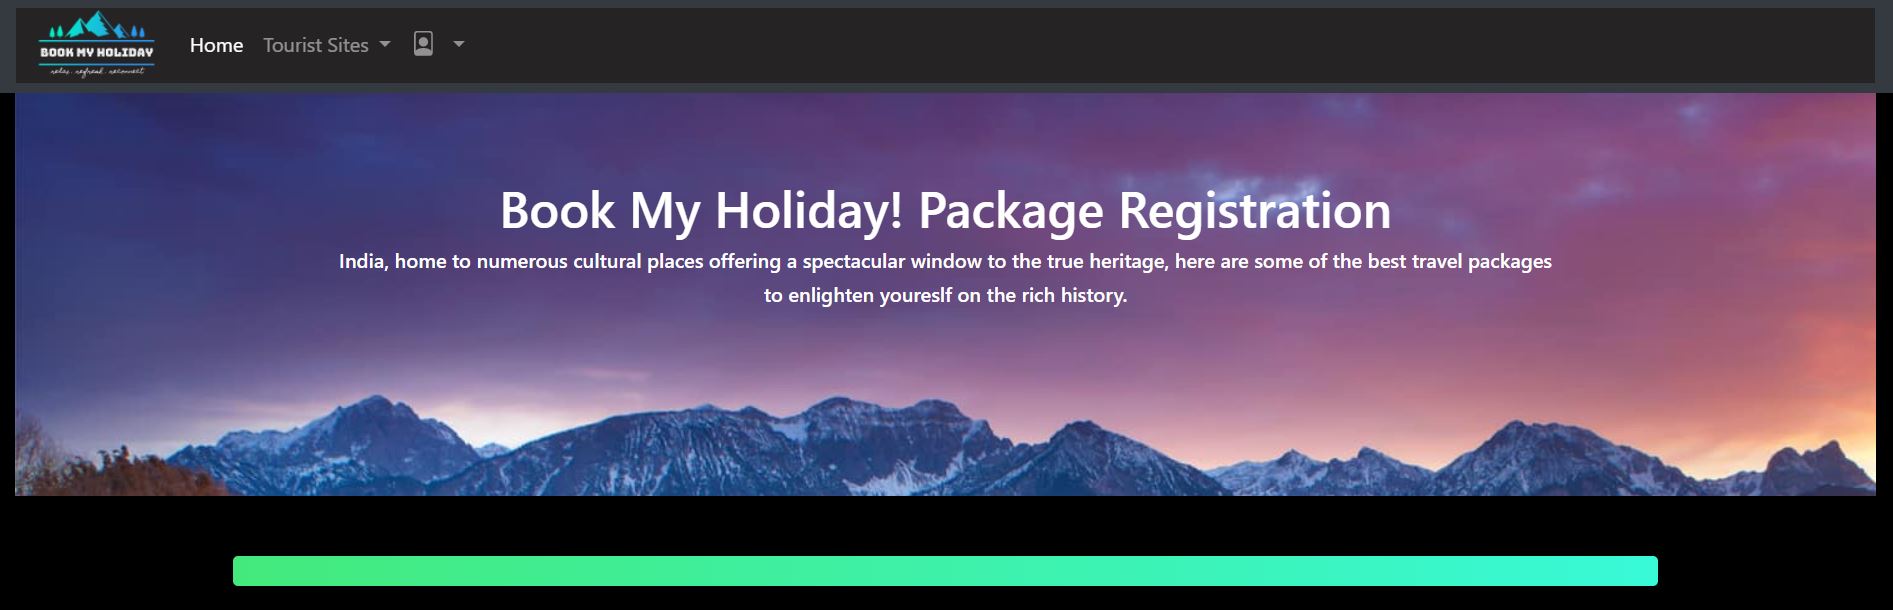 BOOK MY HOLIDAY
relax. refresh. reconnect
Home
Tourist Sites
Book My Holiday! Package Registration
India, home to numerous cultural places offering a spectacular window to the true heritage, here are some of the best travel packages
to enlighten youreslf on the rich history.